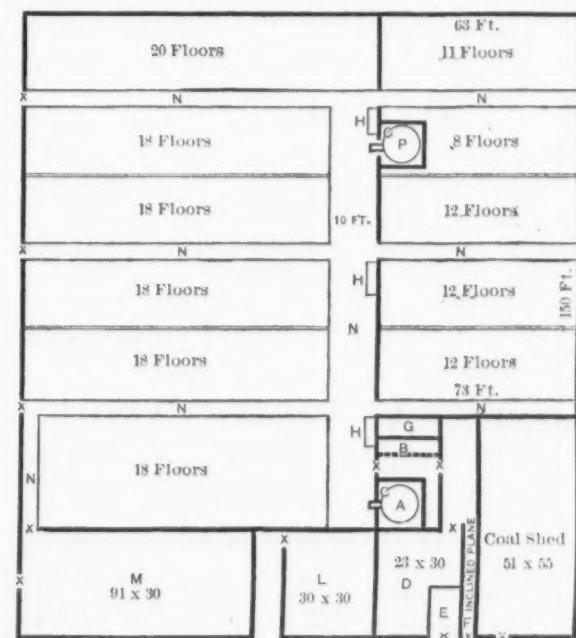 63 Ft.
20 Floors 11 Floors
X N N
H C P
18 Floors 8 Floors
18 Floors 10 FT. 12 Floors
X N N
H
18 Floors 12 Floors
150 Ft.
N
18 Floors 12 Floors
73 Ft.
X N N
H G
B
X X
18 Floors
N
C A
X X
Coal Shed
23 x 30 51 x 55
M L D
91 x 30 30 x 30
X
INCLINED PLANE
E
X X X